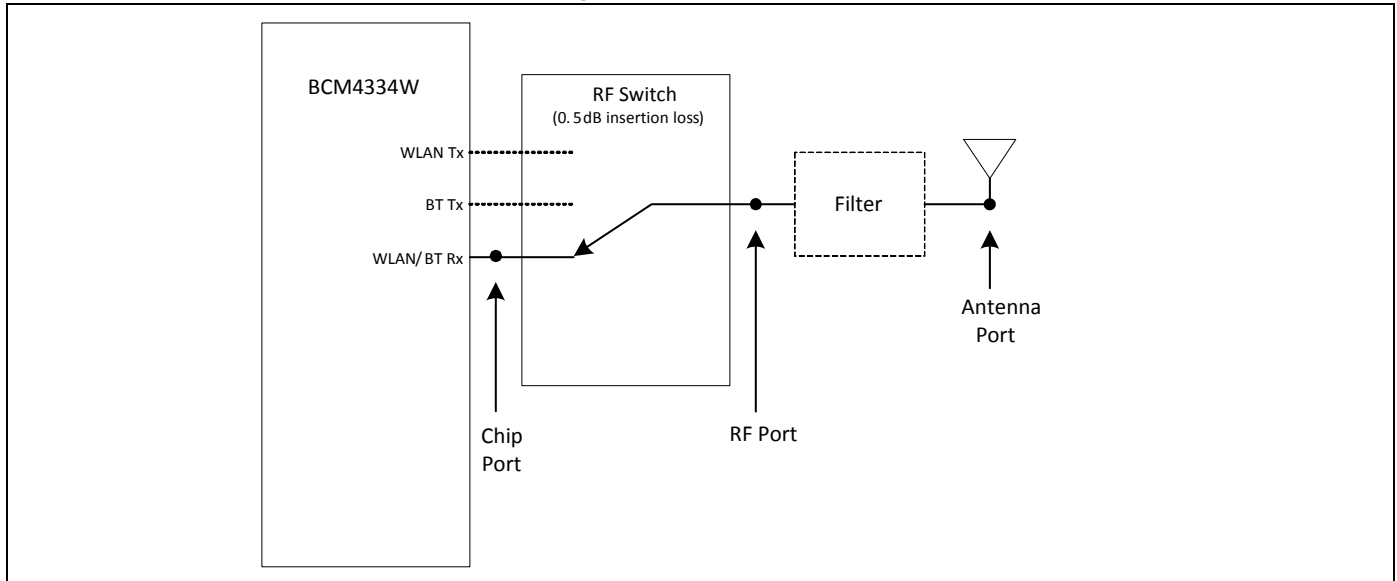 BCM4334W
RF Switch
(0. 5dB insertion loss)
WLAN Tx
BT Tx
WLAN/ BT Rx
Filter
Antenna
Port
RF Port
Chip
Port